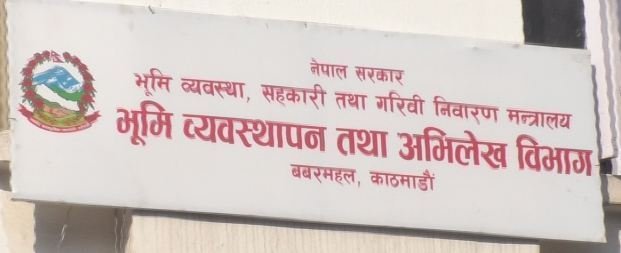 नेपाल सरकार
भूमि व्यवस्था, सहकारी तथा गरिवी निवारण मन्त्रालय
भूमि व्यवस्थापन तथा अभिलेख विभाग
बबरमहल, काठमाडौं